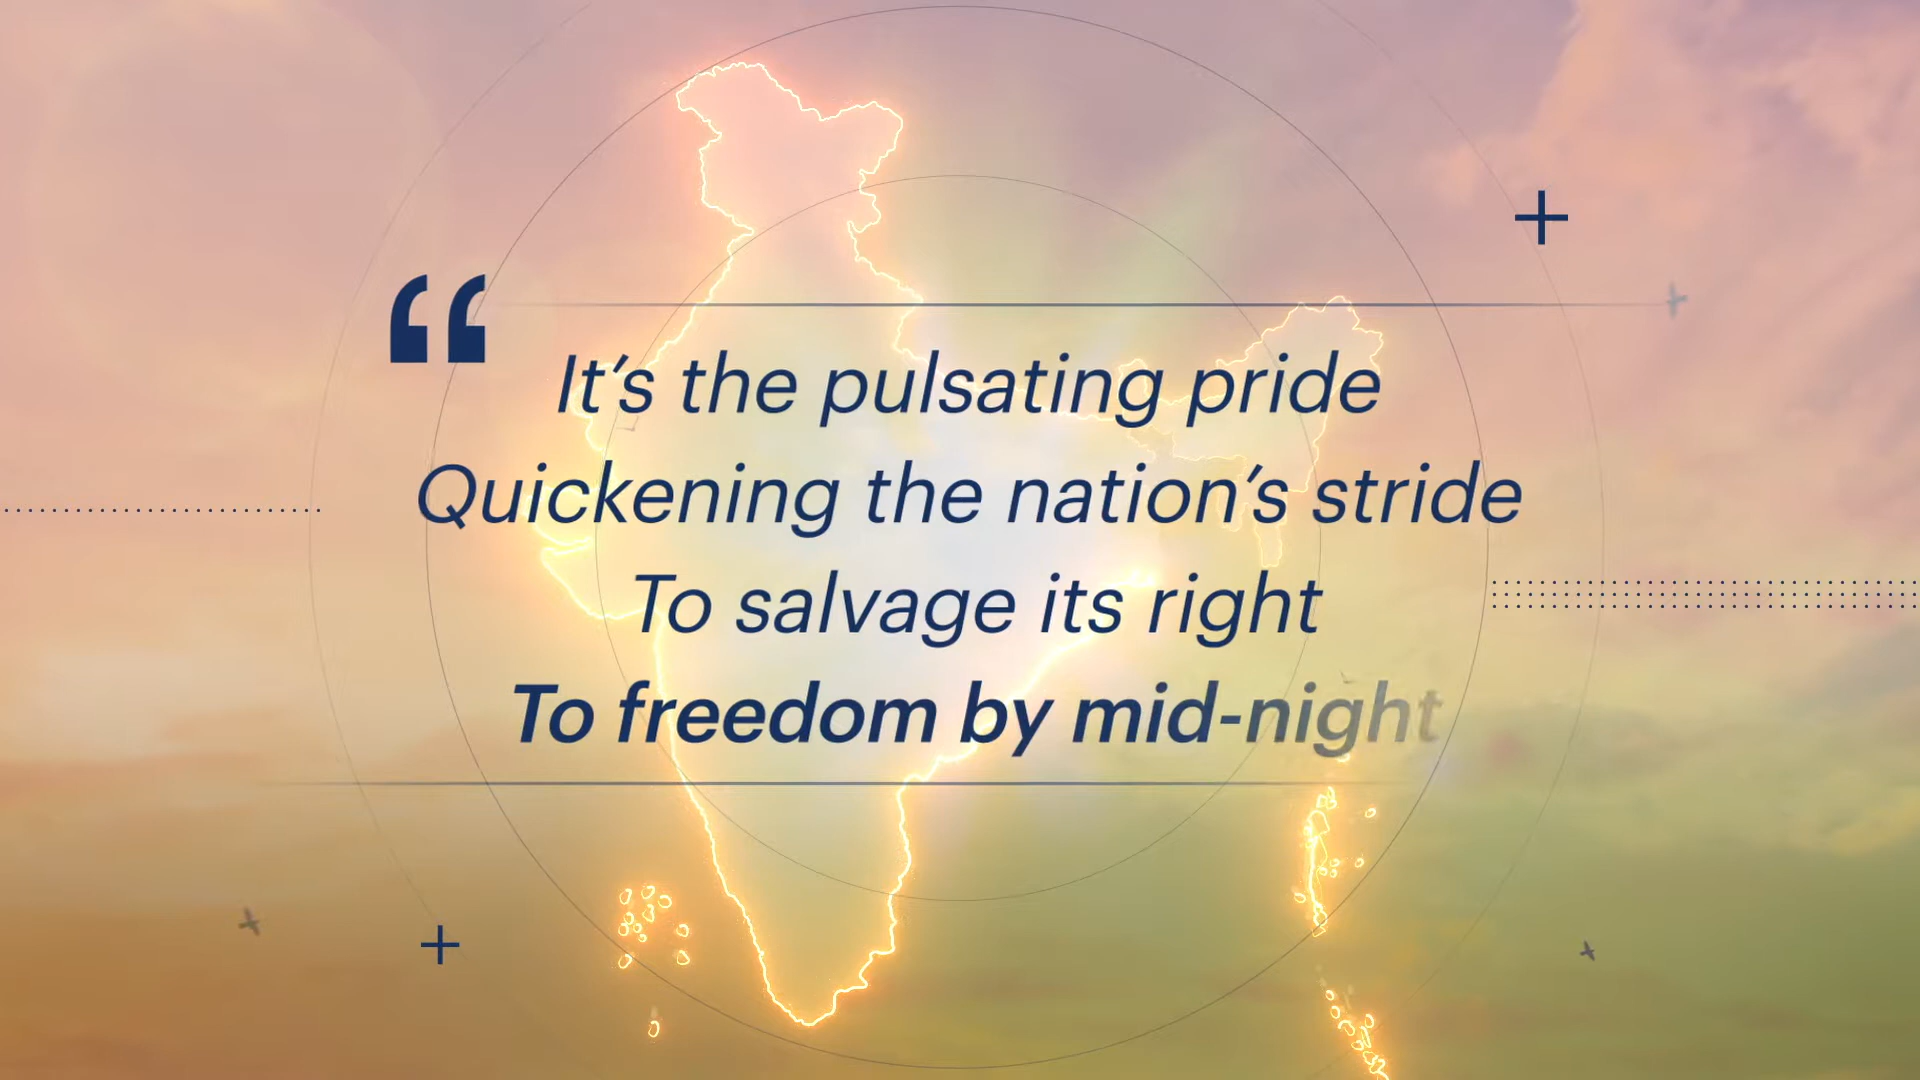 “It’s the pulsating pride
Quickening the nation’s stride
To salvage its right
To freedom by mid-night